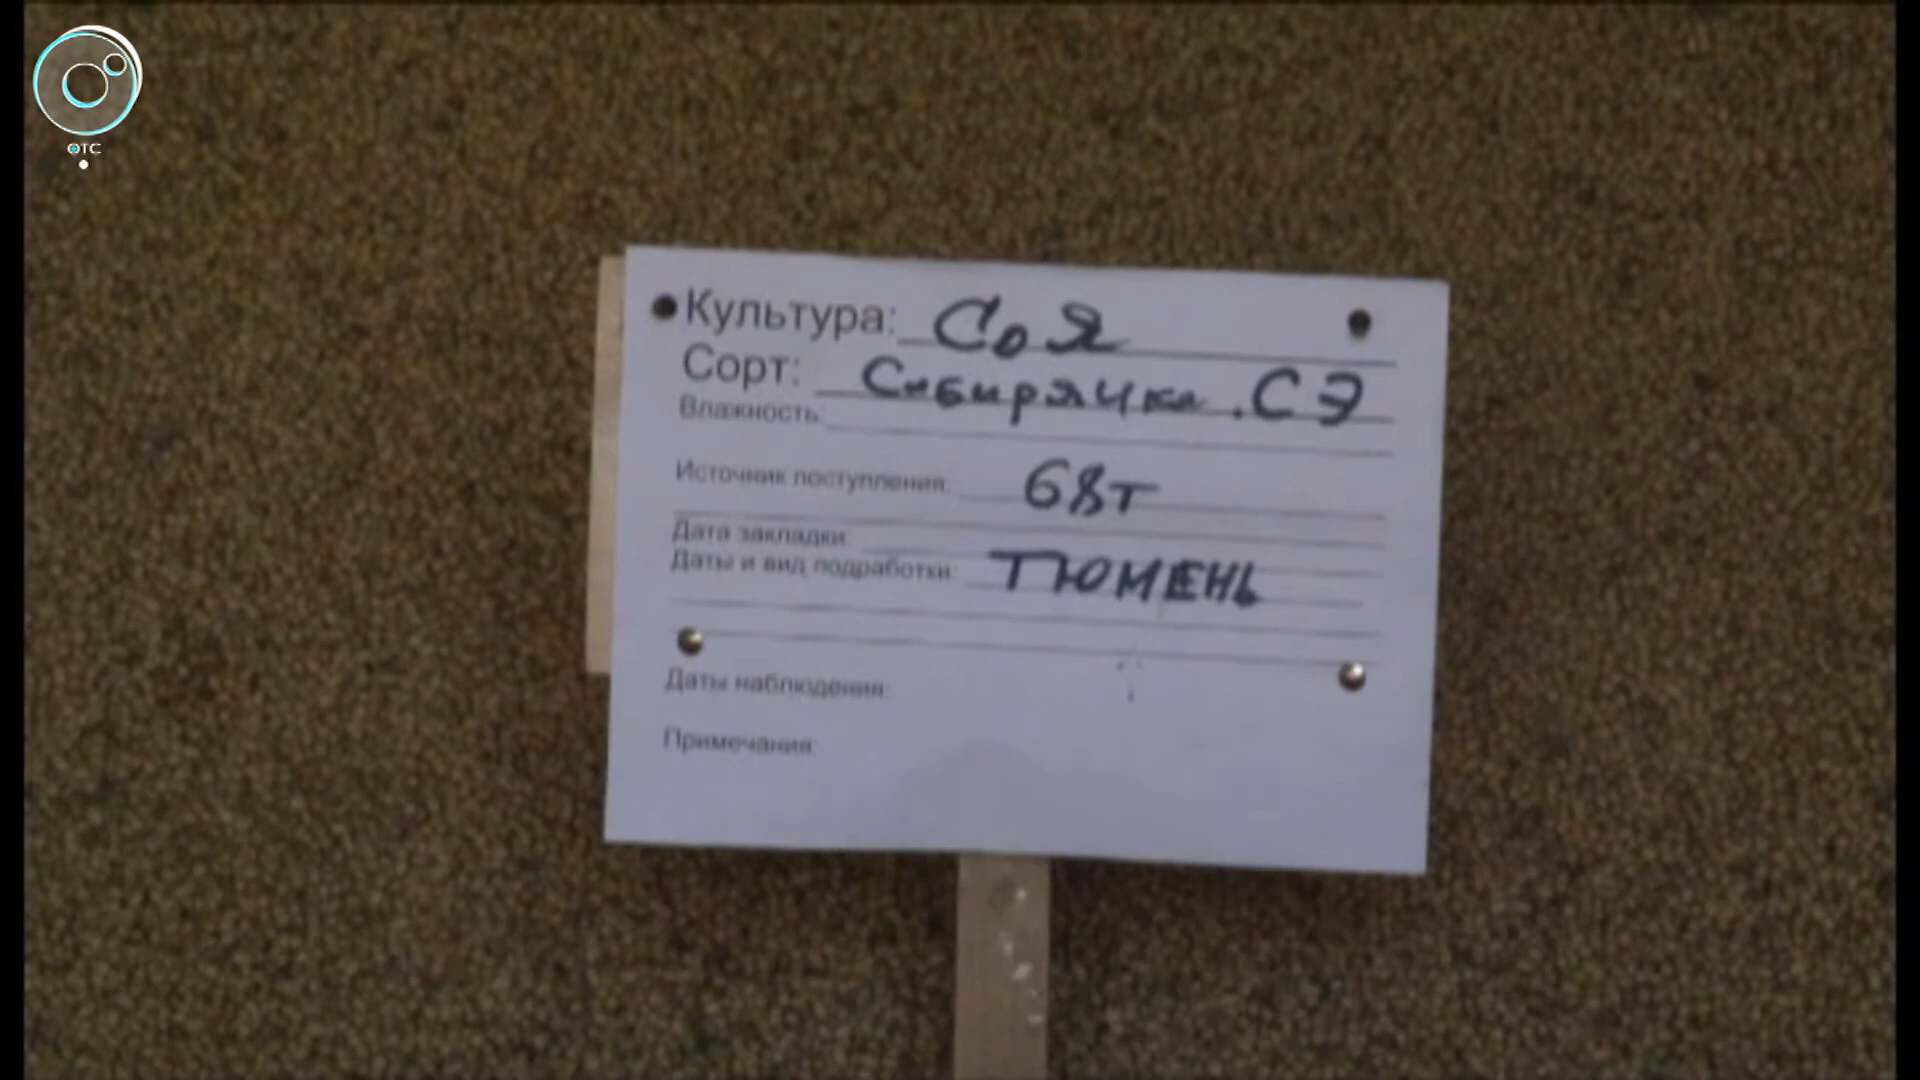 ОТС
Культура: Соя
Сорт: Сибирячка. СЭ
Влажность:
Источник поступления: 68т
Дата закладки:
Даты и вид подработки: ТЮМЕНЬ
Даты наблюдения:
Примечания: